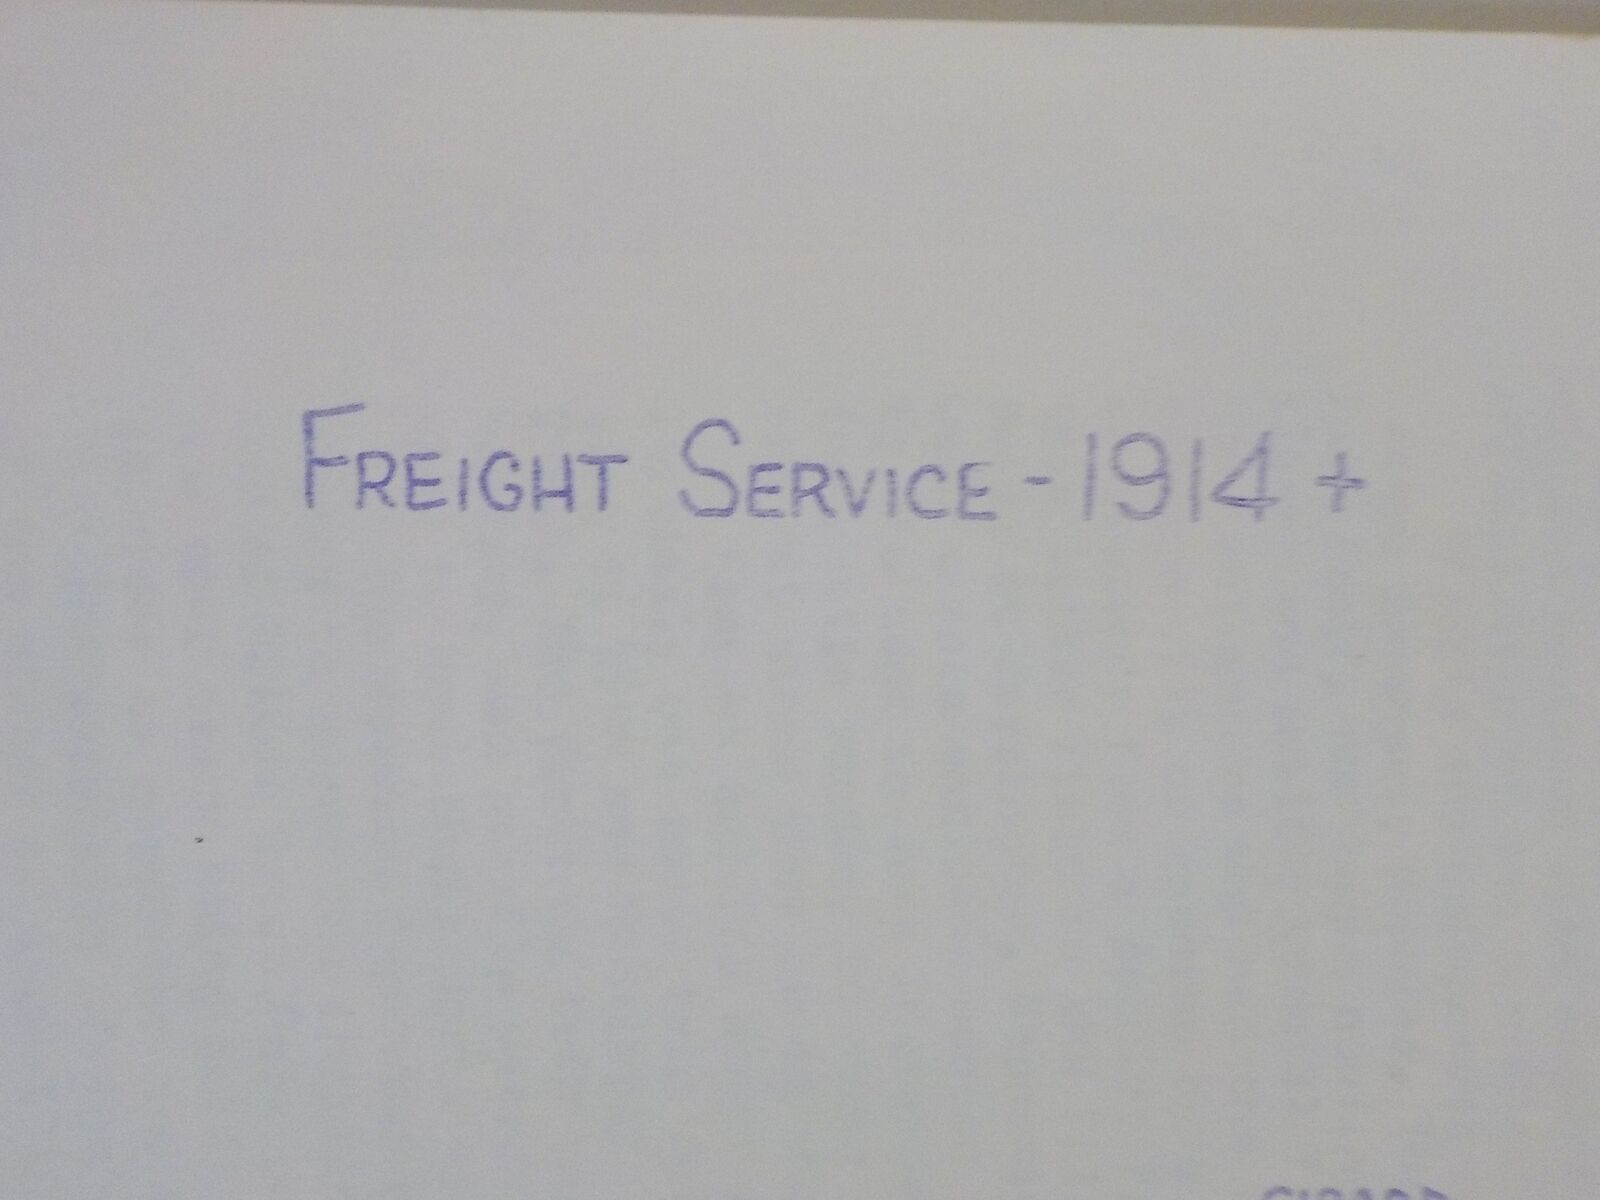 FREIGHT SERVICE - 1914 +